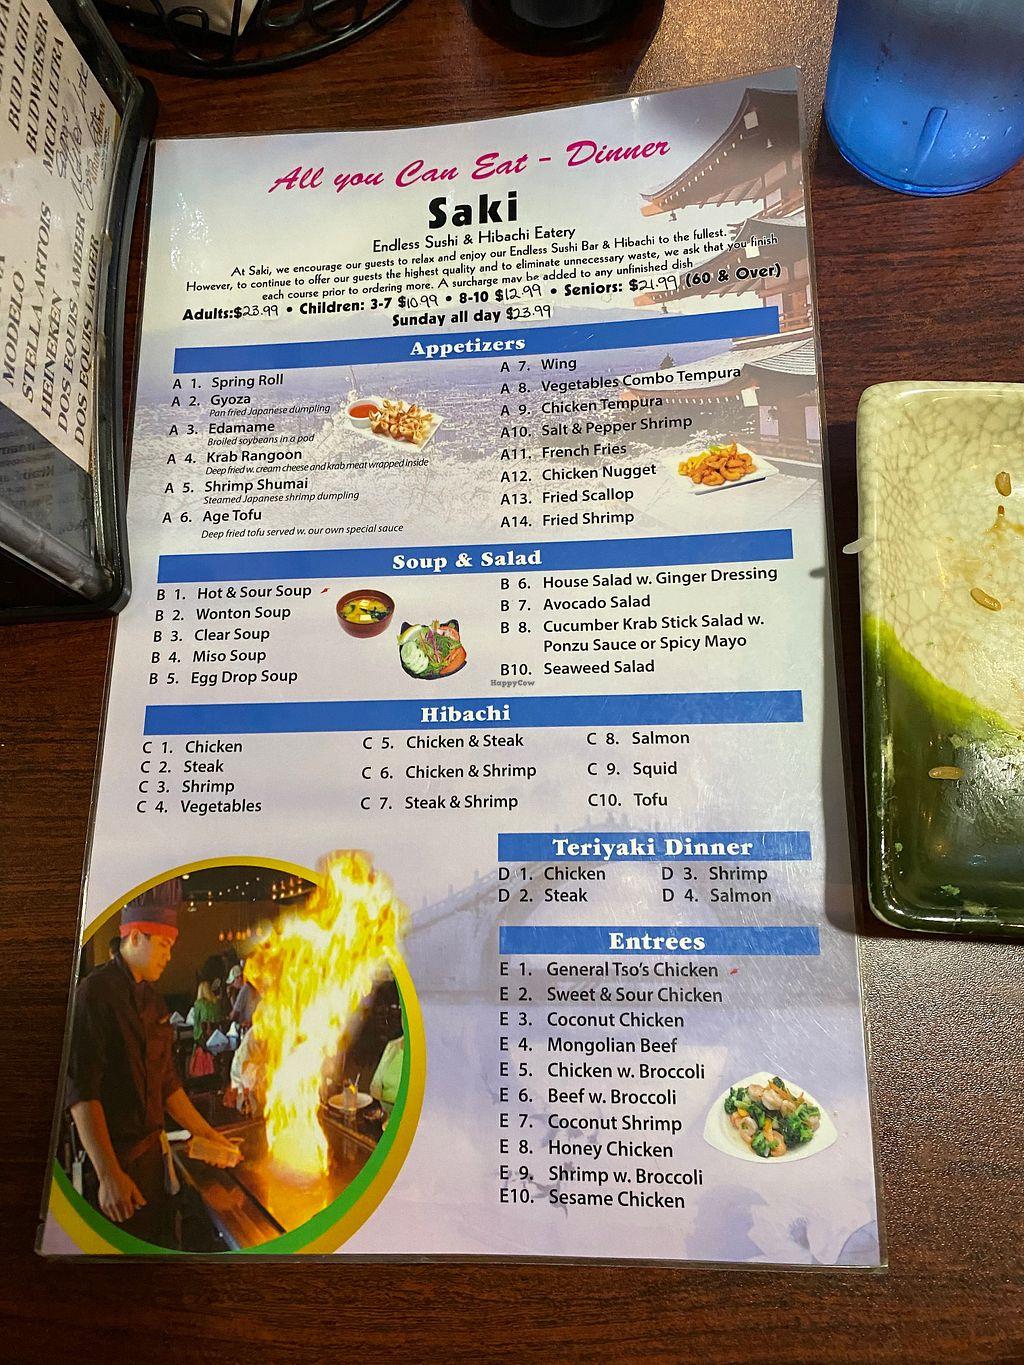 BUD LIGHT
BUDWEISER
MICH ULTRA
MODELO
STELLA ARTOIS
HEINEKEN
DOS EQUIS AMBER
DOS EQUIS LAGER
All you Can Eat - Dinner
Saki
Endless Sushi & Hibachi Eatery
At Saki, we encourage our guests to relax and enjoy our Endless Sushi Bar & Hibachi to the fullest.
However, to continue to offer our guests the highest quality and to eliminate unnecessary waste, we ask that you finish
each course prior to ordering more. A surcharge may be added to any unfinished dish
Adults:$23.99 • Children: 3-7 $10.99 • 8-10 $12.99 • Seniors: $21.99 (60 & Over)
Sunday all day $23.99
Appetizers
A 1. Spring Roll
A 2. Gyoza
Pan fried Japanese dumpling
A 3. Edamame
Broiled soybeans in a pod
A 4. Krab Rangoon
Deep fried w. cream cheese and krab meat wrapped inside
A 5. Shrimp Shumai
Steamed Japanese shrimp dumpling
A 6. Age Tofu
Deep fried tofu served w. our own special sauce
A 7. Wing
A 8. Vegetables Combo Tempura
A 9. Chicken Tempura
A10. Salt & Pepper Shrimp
A11. French Fries
A12. Chicken Nugget
A13. Fried Scallop
A14. Fried Shrimp
Soup & Salad
B 1. Hot & Sour Soup
B 2. Wonton Soup
B 3. Clear Soup
B 4. Miso Soup
B 5. Egg Drop Soup
B 6. House Salad w. Ginger Dressing
B 7. Avocado Salad
B 8. Cucumber Krab Stick Salad w.
Ponzu Sauce or Spicy Mayo
B10. Seaweed Salad
HappyCow
Hibachi
C 1. Chicken
C 2. Steak
C 3. Shrimp
C 4. Vegetables
C 5. Chicken & Steak
C 6. Chicken & Shrimp
C 7. Steak & Shrimp
C 8. Salmon
C 9. Squid
C10. Tofu
Teriyaki Dinner
D 1. Chicken
D 2. Steak
D 3. Shrimp
D 4. Salmon
Entrees
E 1. General Tso's Chicken
E 2. Sweet & Sour Chicken
E 3. Coconut Chicken
E 4. Mongolian Beef
E 5. Chicken w. Broccoli
E 6. Beef w. Broccoli
E 7. Coconut Shrimp
E 8. Honey Chicken
E 9. Shrimp w. Broccoli
E10. Sesame Chicken